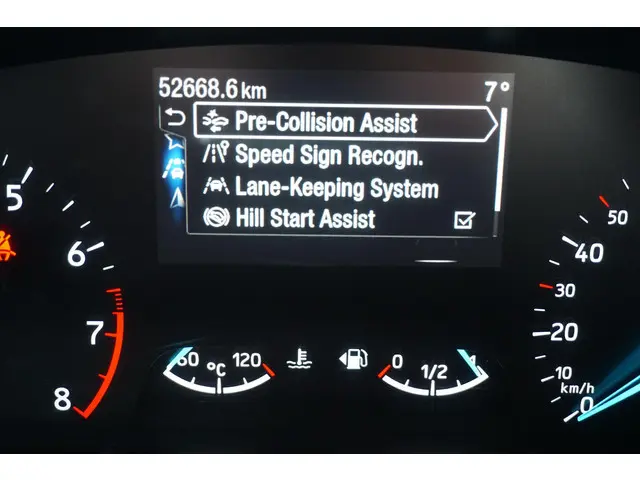 52668.6 km 7°
Pre-Collision Assist
Speed Sign Recogn.
Lane-Keeping System
Hill Start Assist
5
6
7
8
60 °C 120
0 1/2 1
50
40
30
20
10
km/h
0